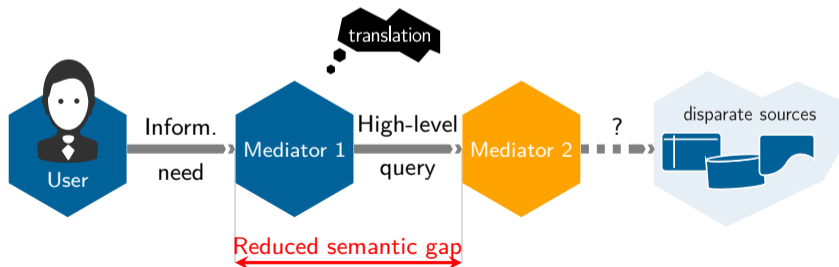 translation
Inform.
need
High-level
query
?
disparate sources
User
Mediator 1
Mediator 2
Reduced semantic gap